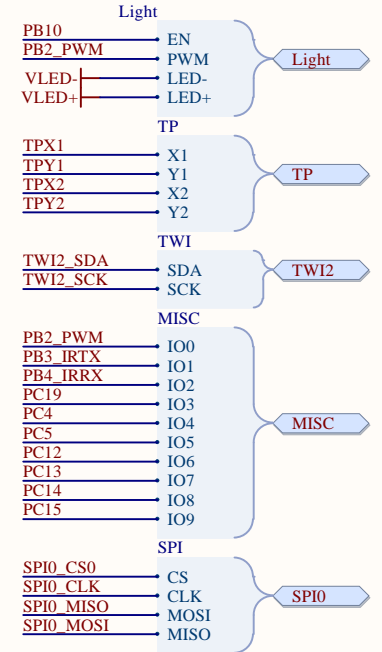 Light
PB10 EN
PB2_PWM PWM Light
VLED- LED-
VLED+ LED+
TP
TPX1 X1
TPY1 Y1 TP
TPX2 X2
TPY2 Y2
TWI
TWI2_SDA SDA TWI2
TWI2_SCK SCK
MISC
PB2_PWM IO0
PB3_IRTX IO1
PB4_IRRX IO2
PC19 IO3
PC4 IO4 MISC
PC5 IO5
PC12 IO6
PC13 IO7
PC14 IO8
PC15 IO9
SPI
SPI0_CS0 CS
SPI0_CLK CLK SPI0
SPI0_MISO MOSI
SPI0_MOSI MISO